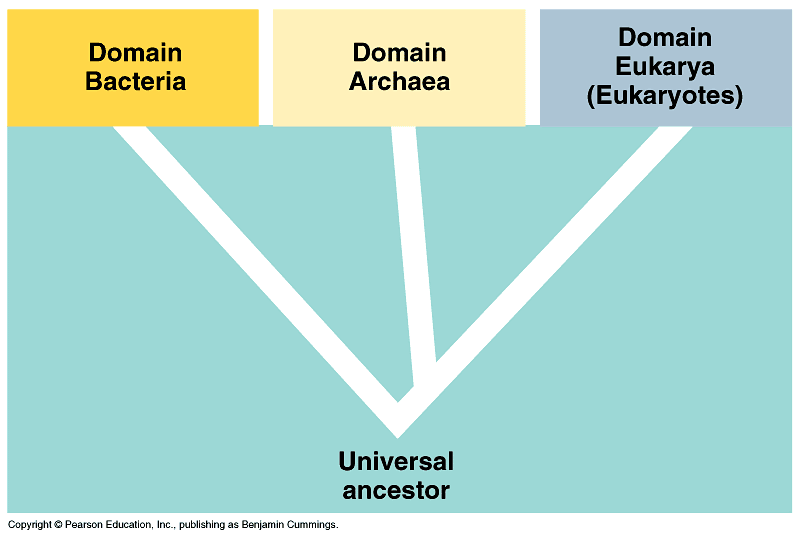 Domain
Bacteria
Domain
Archaea
Domain
Eukarya
(Eukaryotes)
Universal
ancestor
Copyright © Pearson Education, Inc., publishing as Benjamin Cummings.